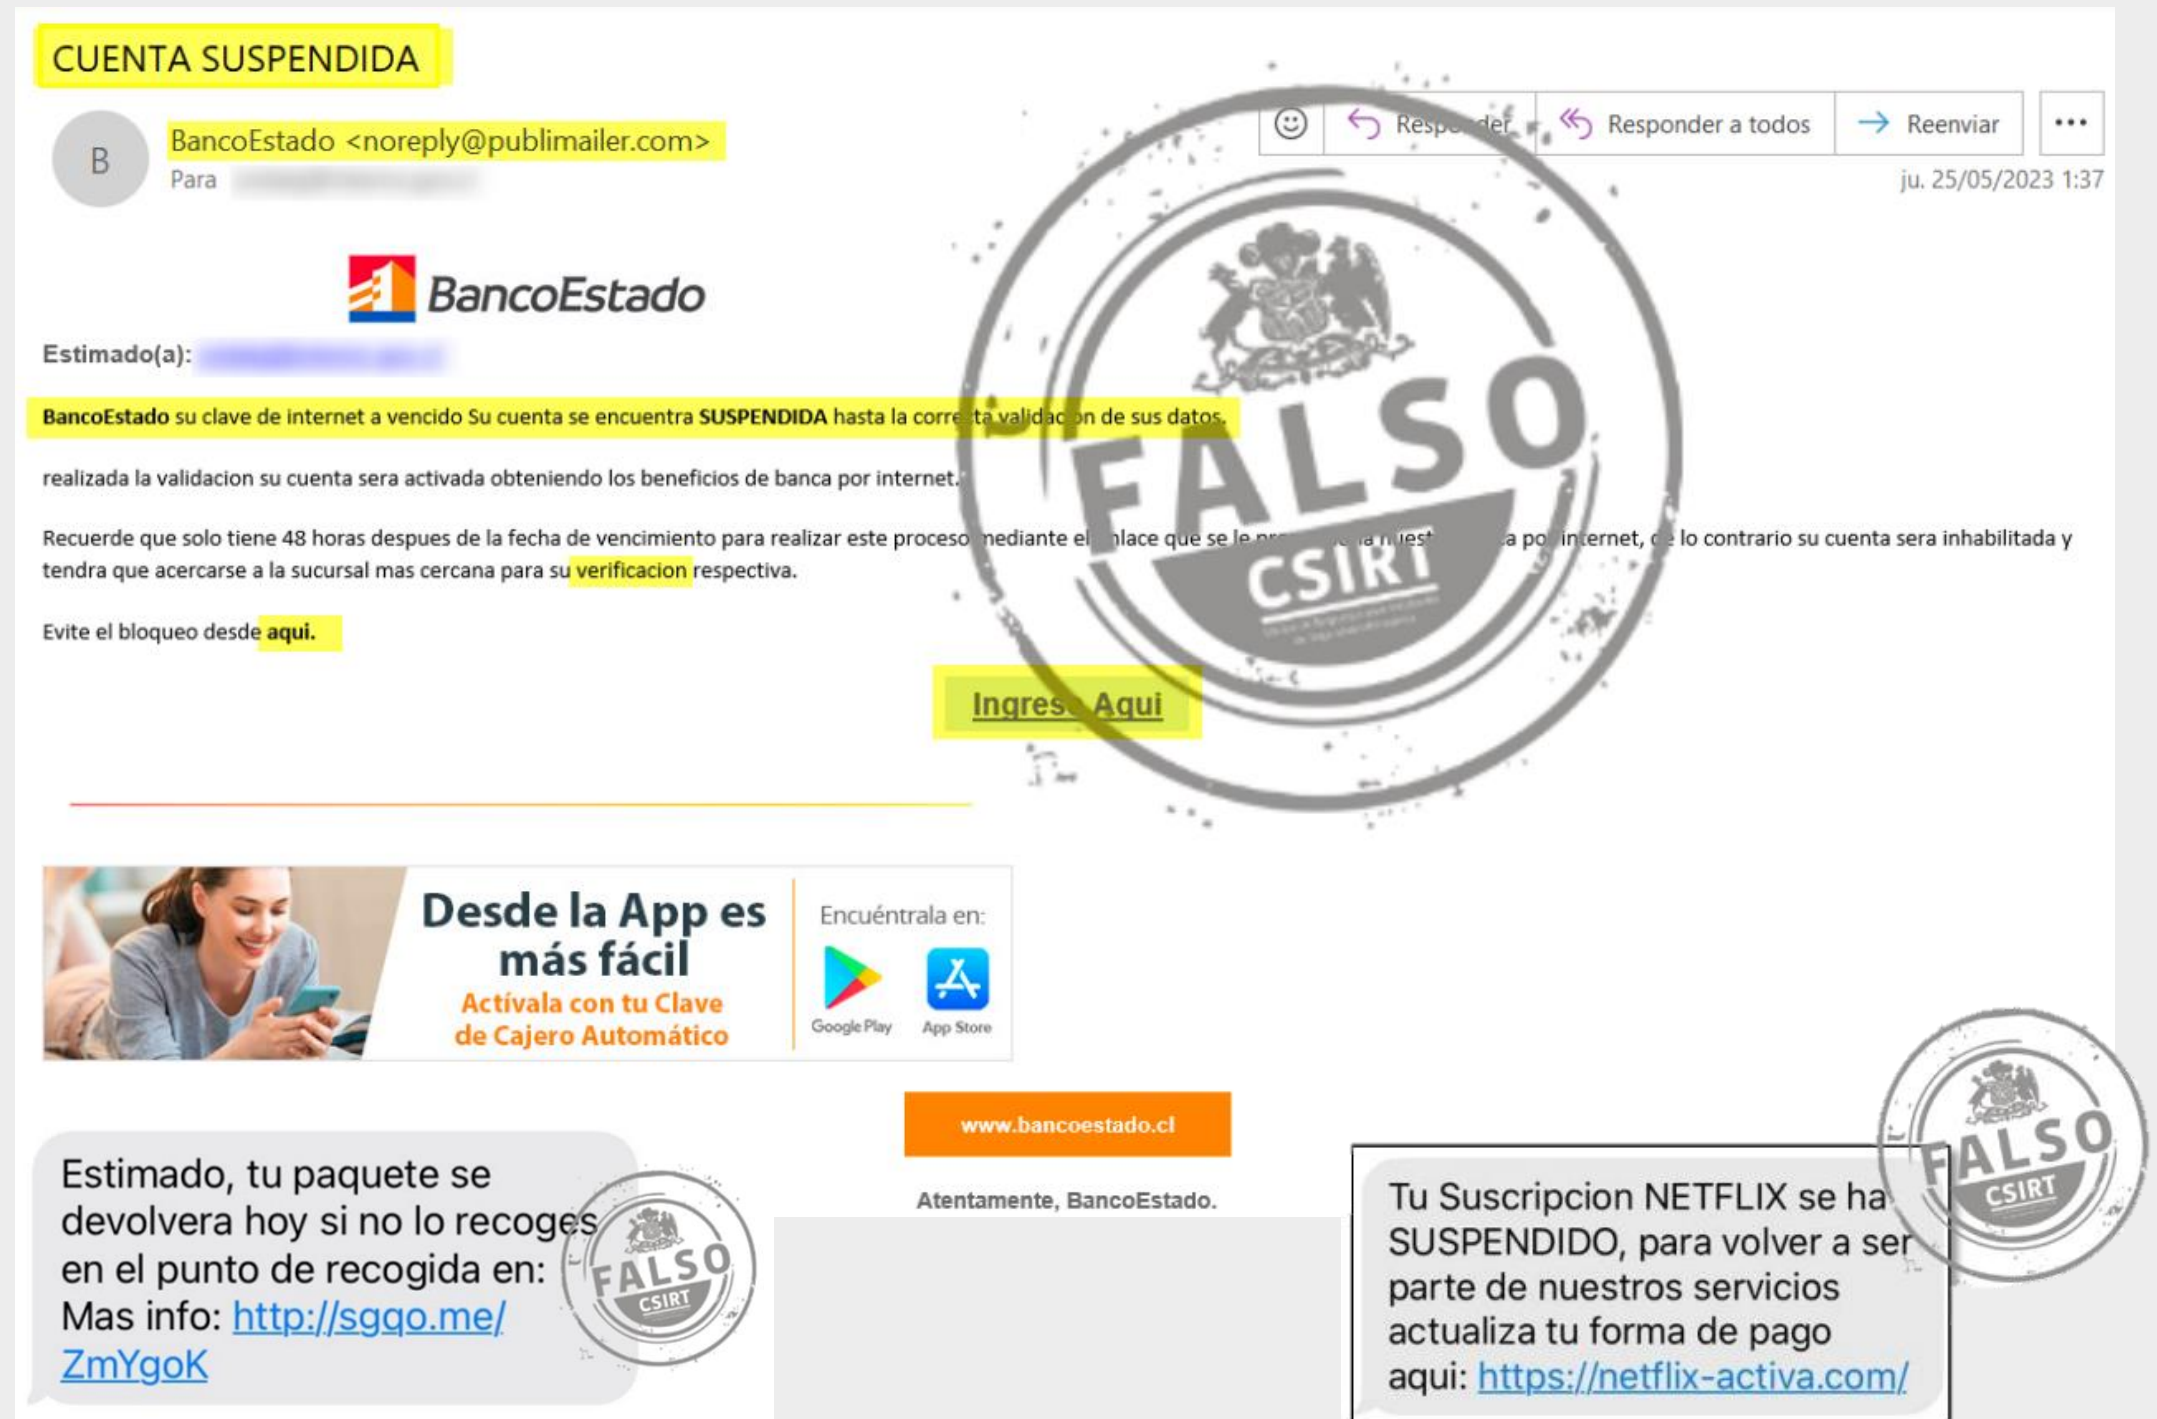 CUENTA SUSPENDIDA
B
BancoEstado <noreply@publimailer.com>
Para
Responder
Responder a todos
Reenviar
ju. 25/05/2023 1:37
BancoEstado
Estimado(a):
BancoEstado su clave de internet a vencido Su cuenta se encuentra SUSPENDIDA hasta la correcta validacion de sus datos.
realizada la validacion su cuenta sera activada obteniendo los beneficios de banca por internet.
Recuerde que solo tiene 48 horas despues de la fecha de vencimiento para realizar este proceso mediante el enlace que se le internet, de lo contrario su cuenta sera inhabilitada y
tendra que acercarse a la sucursal mas cercana para su verificacion respectiva.
Evite el bloqueo desde aqui.
Ingrese Aqui
FALSO
CSIRT
Desde la App es
más fácil
Actívala con tu Clave
de Cajero Automático
Encuéntrala en:
Google Play
App Store
www.bancoestado.cl
Atentamente, BancoEstado.
Estimado, tu paquete se
devolvera hoy si no lo recoges
en el punto de recogida en:
Mas info: http://sgqo.me/
ZmYgoK
FALSO
CSIRT
Tu Suscripcion NETFLIX se ha
SUSPENDIDO, para volver a ser
parte de nuestros servicios
actualiza tu forma de pago
aqui: https://netflix-activa.com/
FALSO
CSIRT